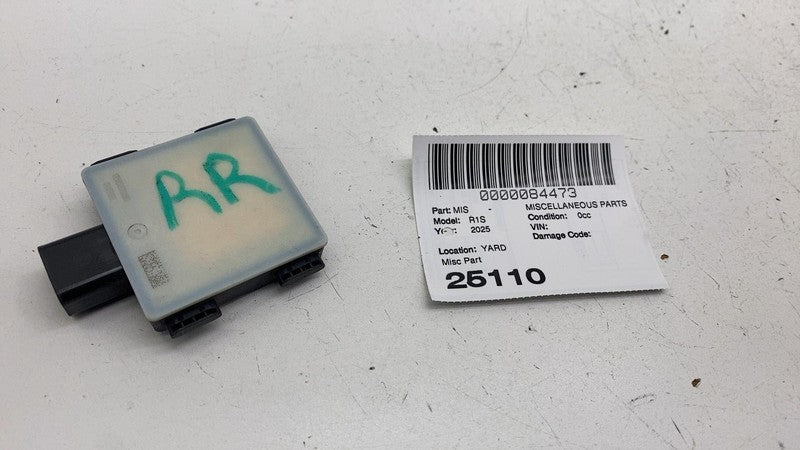 RR
0000084473
Part: MIS - MISCELLANEOUS PARTS
Model: R1S Condition: 0cc
Year: 2025 VIN:
Damage Code:
Location: YARD
Misc Part
25110